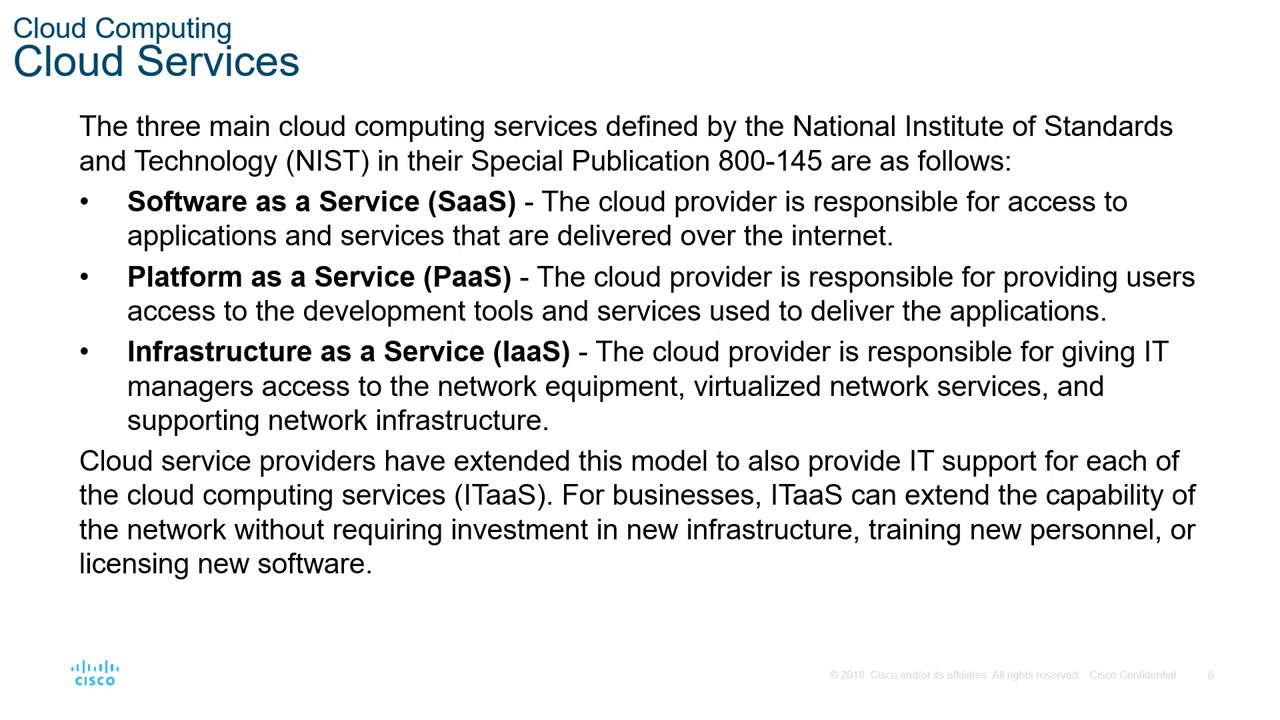 Cloud Computing
Cloud Services
The three main cloud computing services defined by the National Institute of Standards
and Technology (NIST) in their Special Publication 800-145 are as follows:
• Software as a Service (SaaS) - The cloud provider is responsible for access to
applications and services that are delivered over the internet.
• Platform as a Service (PaaS) - The cloud provider is responsible for providing users
access to the development tools and services used to deliver the applications.
• Infrastructure as a Service (IaaS) - The cloud provider is responsible for giving IT
managers access to the network equipment, virtualized network services, and
supporting network infrastructure.
Cloud service providers have extended this model to also provide IT support for each of
the cloud computing services (ITaaS). For businesses, ITaaS can extend the capability of
the network without requiring investment in new infrastructure, training new personnel, or
licensing new software.
CISCO
© 2019 Cisco and/or its affiliates. All rights reserved. Cisco Confidential 6